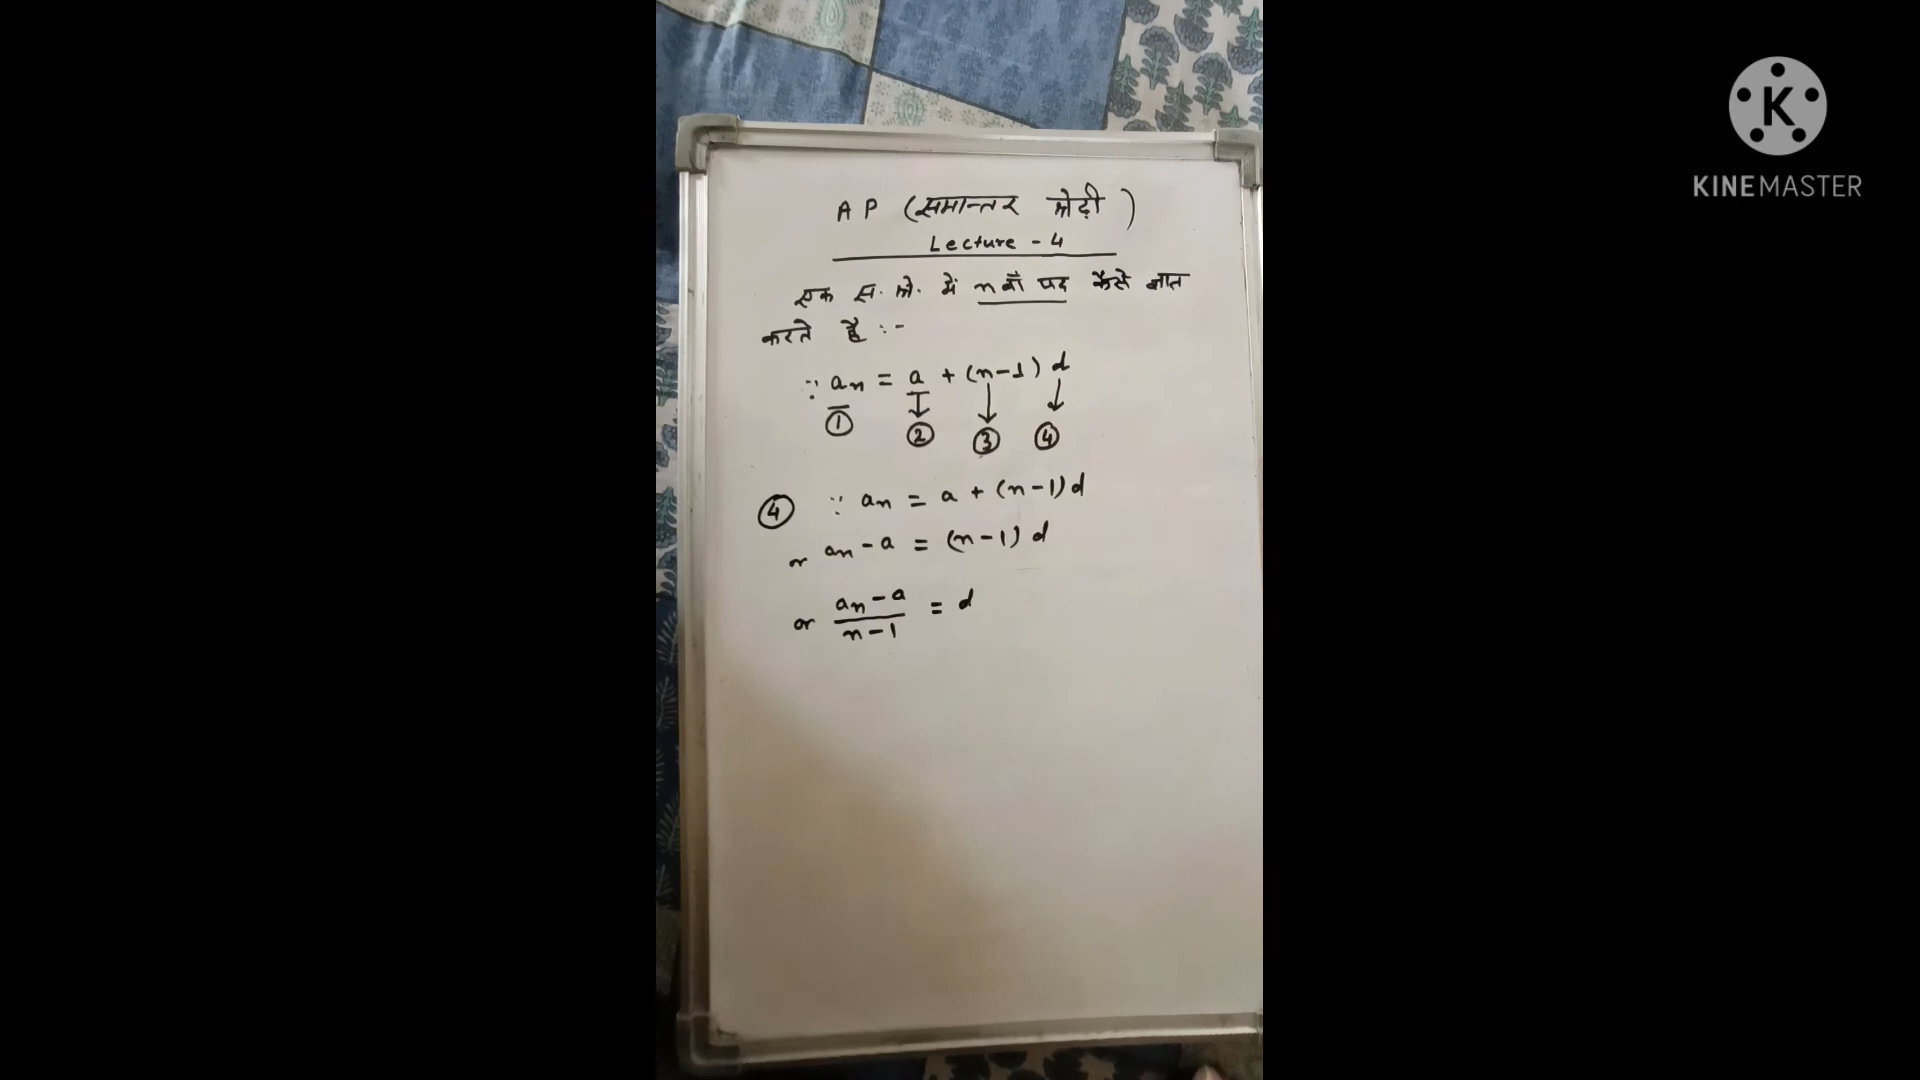 AP (समान्तर श्रेढ़ी)
Lecture - 4
एक स. श्रे. में n वाँ पद कैसे ज्ञात
करते हैं :-
∵ an = a + (n-1) d
① ② ③ ④
④ ∵ an = a + (n-1)d
or an - a = (n-1) d
or an - a / n - 1 = d
K
KINEMASTER